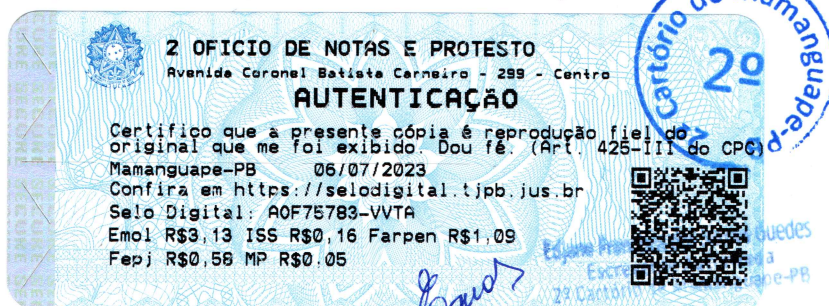 2 OFICIO DE NOTAS E PROTESTO
Avenida Coronel Batista Carneiro - 299 - Centro
AUTENTICAÇÃO
Certifico que a presente cópia é reprodução fiel do
original que me foi exibido. Dou fé. (Art. 425-III do CPC)
Mamanguape-PB 06/07/2023
Confira em https://selodigital.tjpb.jus.br
Selo Digital: AOF75783-VVTA
Emol R$3,13 ISS R$0,16 Farpen R$1,09
Fepj R$0,58 MP R$0,05
Cartório
2º
Guedes
2º Cartório